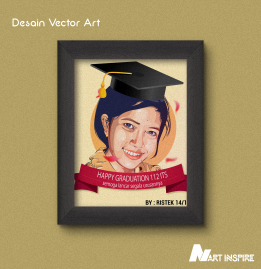 Desain Vector Art
HAPPY GRADUATION 112 ITS
semoga lancar segala urusannya
BY : RISTEK 14/1
ART INSPIRE